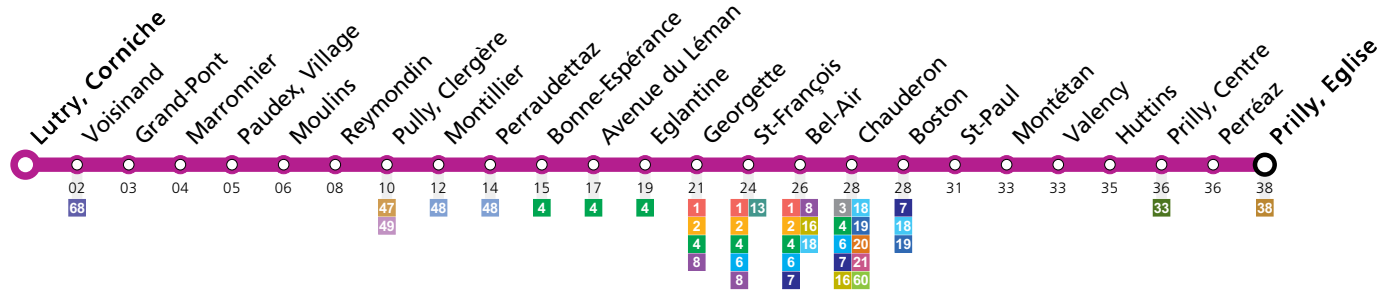 Lutry, Corniche
Voisinand
Grand-Pont
Marronnier
Paudex, Village
Moulins
Reymondin
Pully, Clergère
Montillier
Perraudettaz
Bonne-Espérance
Avenue du Léman
Eglantine
Georgette
St-François
Bel-Air
Chauderon
Boston
St-Paul
Montétan
Valency
Huttins
Prilly, Centre
Perréaz
Prilly, Eglise
02 03 04 05 06 08 10 12 14 15 17 19 21 24 26 28 28 31 33 33 35 36 36 38
68 47 48 48 4 4 4 1 1 13 1 8 3 18 7 33 38
49 2 2 2 16 4 19 18
4 4 4 18 6 20 19
8 6 6 7 21
8 7 16 60